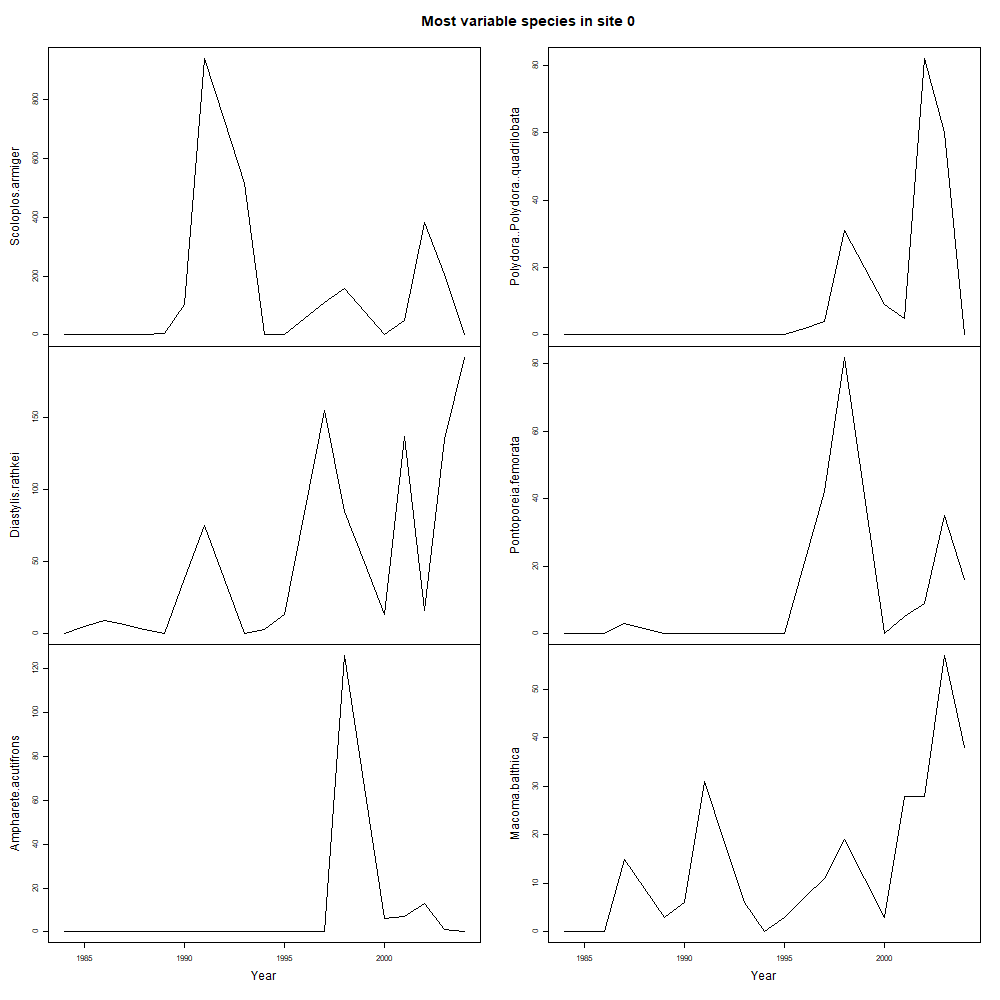 Most variable species in site 0
Scoloplos.armiger
0 200 400 600 800
Diastylis.rathkei
0 50 100 150
Ampharete.acutifrons
0 20 40 60 80 100 120
1985 1990 1995 2000
Year
Polydora..Polydora..quadrilobata
0 20 40 60 80
Pontoporeia.femorata
0 20 40 60 80
Macoma.balthica
0 10 20 30 40 50
1985 1990 1995 2000
Year